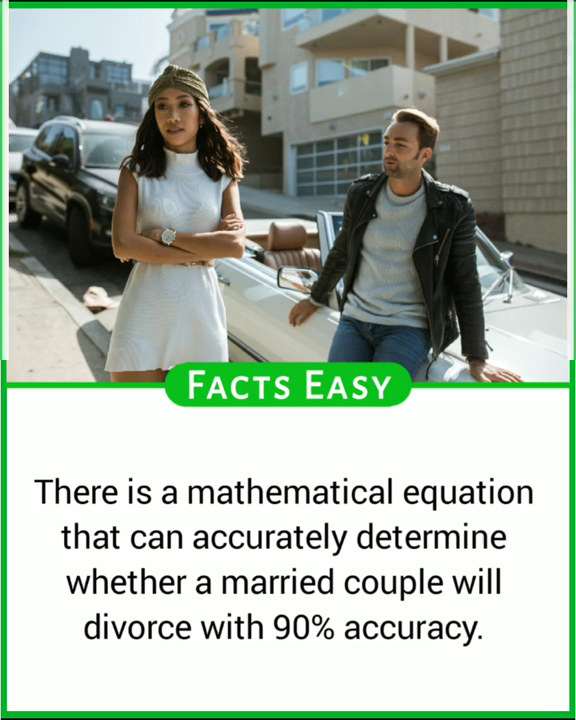 FACTS EASY
There is a mathematical equation
that can accurately determine
whether a married couple will
divorce with 90% accuracy.